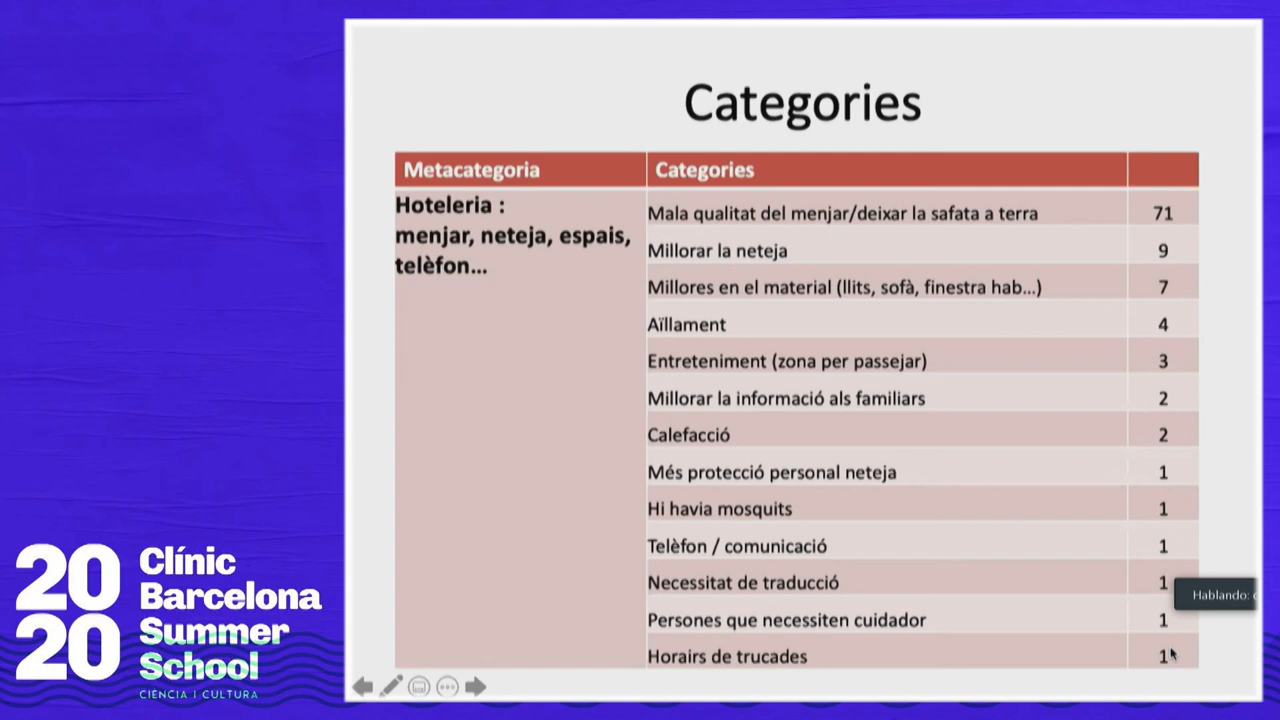 Categories
Metacategoria Categories
Hoteleria :
menjar, neteja, espais,
telèfon...
Mala qualitat del menjar/deixar la safata a terra 71
Millorar la neteja 9
Millores en el material (llits, sofà, finestra hab...) 7
Aïllament 4
Entreteniment (zona per passejar) 3
Millorar la informació als familiars 2
Calefacció 2
Més protecció personal neteja 1
Hi havia mosquits 1
Telèfon / comunicació 1
Necessitat de traducció 1
Persones que necessiten cuidador 1
Horairs de trucades 1
Hablando:
20
20
Clínic
Barcelona
Summer
School
CIÈNCIA I CULTURA